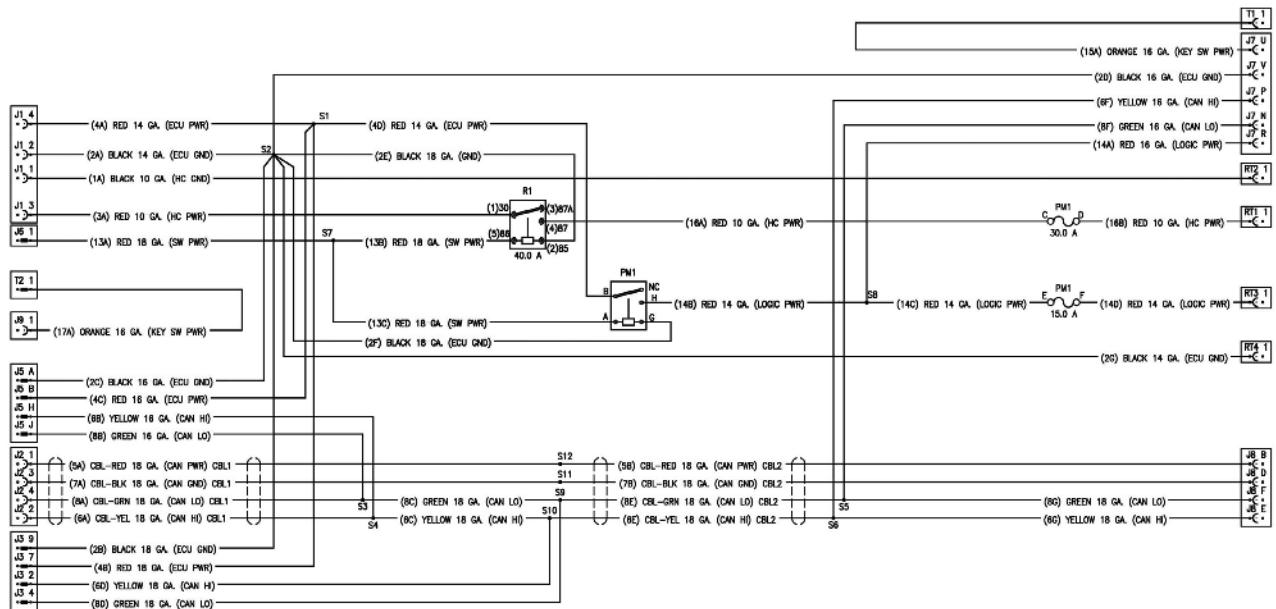 T1 1
J7 U
(15A) ORANGE 16 GA. (KEY SW PWR)
J7 V
(2D) BLACK 16 GA. (ECU GND)
J7 P
(6F) YELLOW 16 GA. (CAN HI)
J7 N
(8F) GREEN 16 GA. (CAN LO)
J7 R
(14A) RED 16 GA. (LOGIC PWR)
J1 4
(4A) RED 14 GA. (ECU PWR)
S1
(4D) RED 14 GA. (ECU PWR)
J1 2
(2A) BLACK 14 GA. (ECU GND)
S2
(2E) BLACK 18 GA. (GND)
J1 1
(1A) BLACK 10 GA. (HC GND)
RT2 1
J1 3
(3A) RED 10 GA. (HC PWR)
R1
(1)30
(3)87A
(4)87
(5)86
(2)85
40.0 A
(16A) RED 10 GA. (HC PWR)
PM1
C D
30.0 A
(16B) RED 10 GA. (HC PWR)
RT1 1
J6 1
(13A) RED 18 GA. (SW PWR)
S7
(13B) RED 18 GA. (SW PWR)
T2 1
PM1
B
NC
H
A
G
(14B) RED 14 GA. (LOGIC PWR)
S8
(14C) RED 14 GA. (LOGIC PWR)
PM1
E F
15.0 A
(14D) RED 14 GA. (LOGIC PWR)
RT3 1
J9 1
(17A) ORANGE 16 GA. (KEY SW PWR)
(13C) RED 18 GA. (SW PWR)
(2F) BLACK 18 GA. (ECU GND)
(2G) BLACK 14 GA. (ECU GND)
RT4 1
J5 A
(2C) BLACK 16 GA. (ECU GND)
J5 B
(4C) RED 16 GA. (ECU PWR)
J5 H
(6B) YELLOW 16 GA. (CAN HI)
J5 J
(8B) GREEN 16 GA. (CAN LO)
J2 1
(5A) CBL-RED 18 GA. (CAN PWR) CBL1
S12
(5B) CBL-RED 18 GA. (CAN PWR) CBL2
J8 B
J2 3
(7A) CBL-BLK 18 GA. (CAN GND) CBL1
S11
(7B) CBL-BLK 18 GA. (CAN GND) CBL2
J8 D
J2 4
(8A) CBL-GRN 18 GA. (CAN LO) CBL1
S3
(8C) GREEN 18 GA. (CAN LO)
S9
(8E) CBL-GRN 18 GA. (CAN LO) CBL2
S5
(8G) GREEN 18 GA. (CAN LO)
J8 F
J2 2
(6A) CBL-YEL 18 GA. (CAN HI) CBL1
S4
(6C) YELLOW 18 GA. (CAN HI)
S10
(6E) CBL-YEL 18 GA. (CAN HI) CBL2
S6
(6G) YELLOW 18 GA. (CAN HI)
J8 E
J3 9
(2B) BLACK 18 GA. (ECU GND)
J3 7
(4B) RED 18 GA. (ECU PWR)
J3 2
(6D) YELLOW 18 GA. (CAN HI)
J3 4
(8D) GREEN 18 GA. (CAN LO)